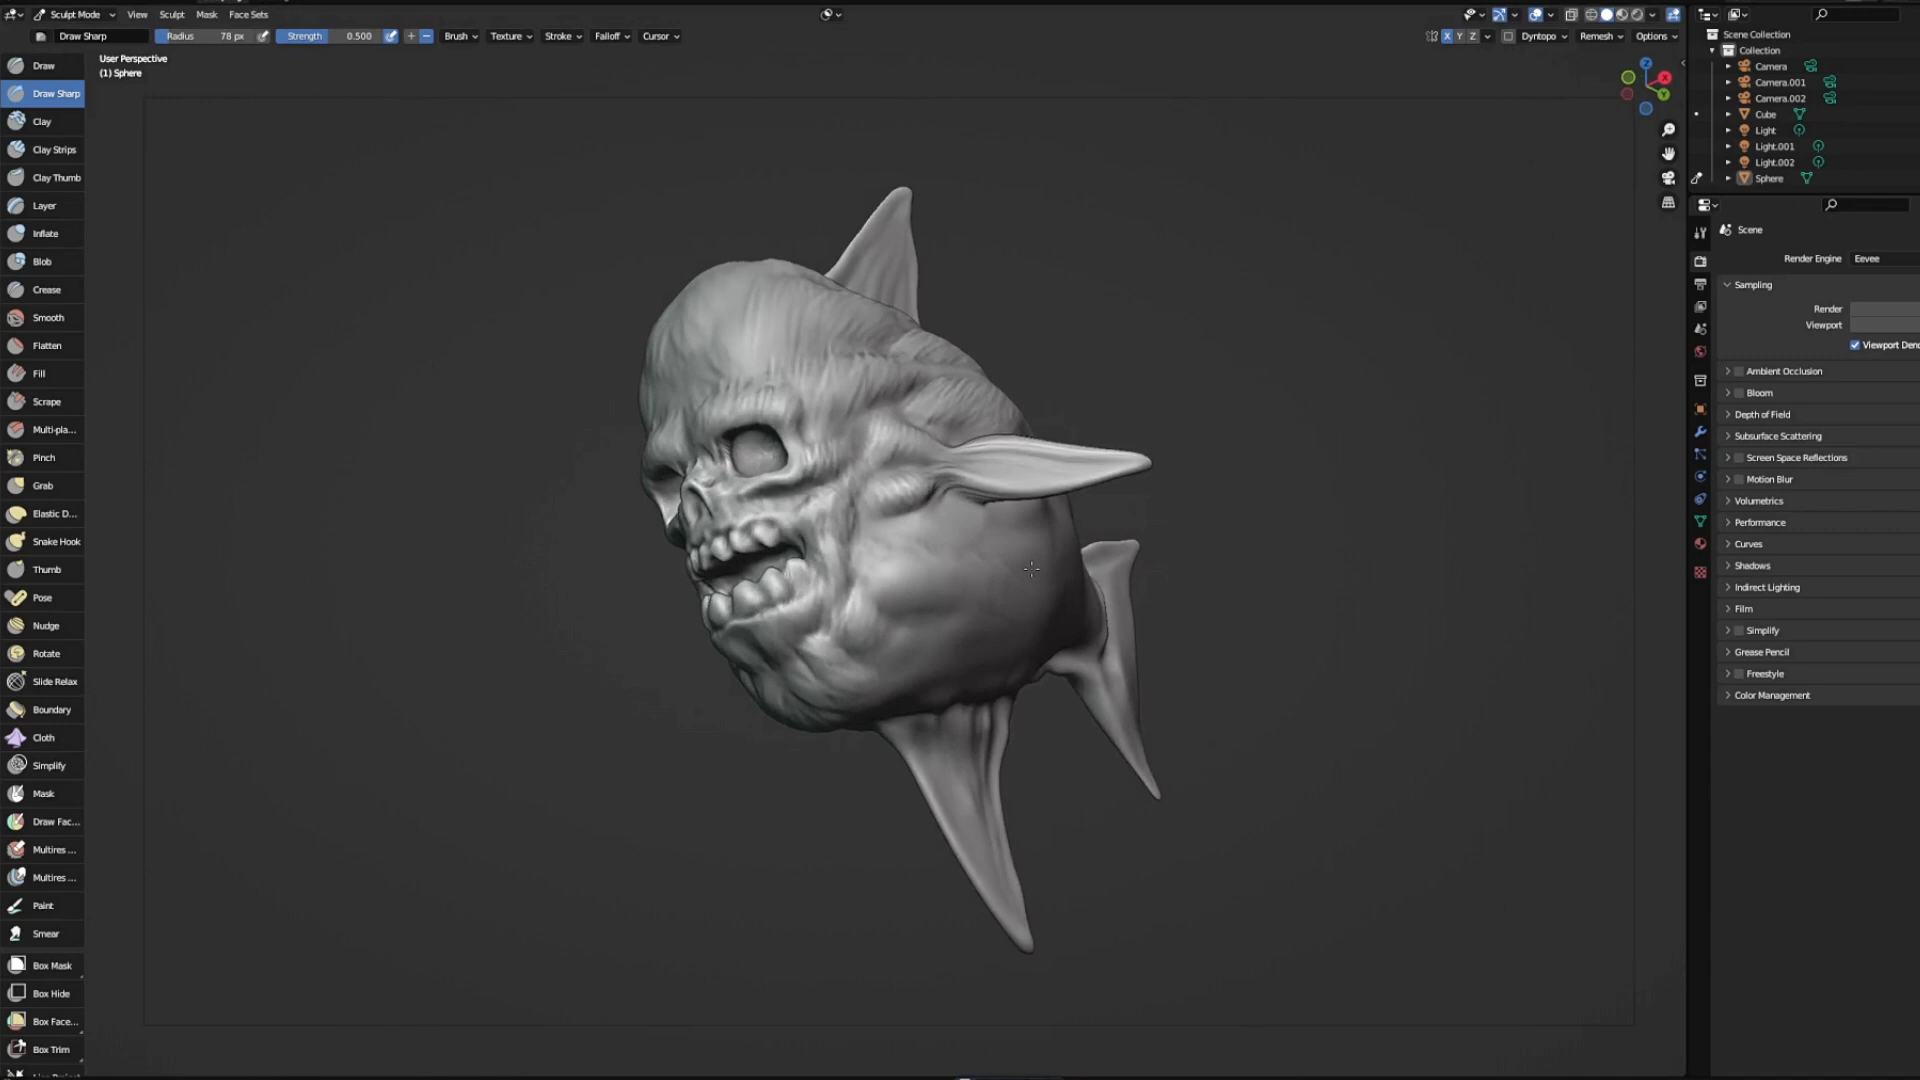 Sculpt Mode View Sculpt Mask Face Sets
Draw Sharp Radius 78 px Strength 0.500 Brush Texture Stroke Falloff Cursor X Y Z Dyntopo Remesh Options
User Perspective
(1) Sphere
Draw
Draw Sharp
Clay
Clay Strips
Clay Thumb
Layer
Inflate
Blob
Crease
Smooth
Flatten
Fill
Scrape
Multi-pla...
Pinch
Grab
Elastic D...
Snake Hook
Thumb
Pose
Nudge
Rotate
Slide Relax
Boundary
Cloth
Simplify
Mask
Draw Fac...
Multires ...
Multires ...
Paint
Smear
Box Mask
Box Hide
Box Face...
Box Trim
Z
X
Y
Scene Collection
Collection
Camera
Camera.001
Camera.002
Cube
Light
Light.001
Light.002
Sphere
Scene
Render Engine Eevee
Sampling
Render
Viewport
Viewport Deno
Ambient Occlusion
Bloom
Depth of Field
Subsurface Scattering
Screen Space Reflections
Motion Blur
Volumetrics
Performance
Curves
Shadows
Indirect Lighting
Film
Simplify
Grease Pencil
Freestyle
Color Management